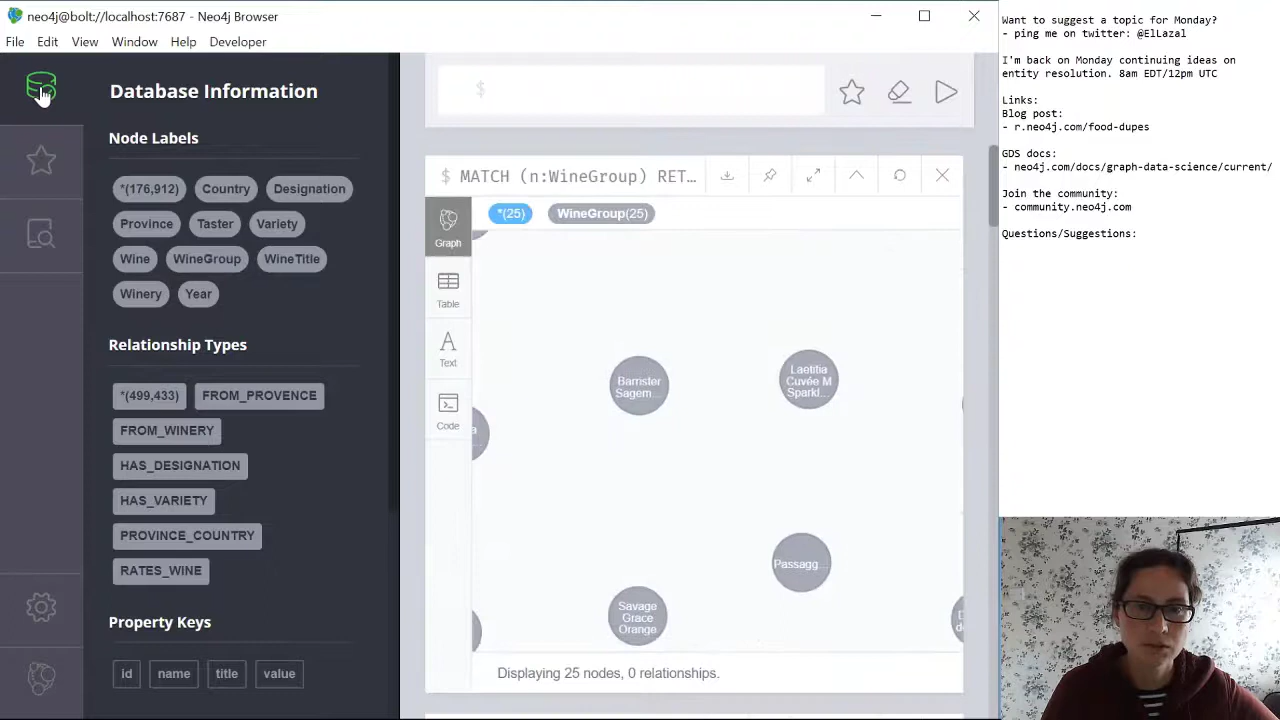 neo4j@bolt://localhost:7687 - Neo4j Browser
File Edit View Window Help Developer
Database Information
Node Labels
*(176,912) Country Designation
Province Taster Variety
Wine WineGroup WineTitle
Winery Year
Relationship Types
*(499,433) FROM_PROVENCE
FROM_WINERY
HAS_DESIGNATION
HAS_VARIETY
PROVINCE_COUNTRY
RATES_WINE
Property Keys
id name title value
$
$ MATCH (n:WineGroup) RET...
*(25) WineGroup(25)
Graph
Table
Text
Code
Barrister
Sagem...
Laetitia
Cuvée M
Sparkl...
Passagg...
Savage
Grace
Orange
Displaying 25 nodes, 0 relationships.
Want to suggest a topic for Monday?
- ping me on twitter: @ElLazal
I'm back on Monday continuing ideas on
entity resolution. 8am EDT/12pm UTC
Links:
Blog post:
- r.neo4j.com/food-dupes
GDS docs:
- neo4j.com/docs/graph-data-science/current/
Join the community:
- community.neo4j.com
Questions/Suggestions: